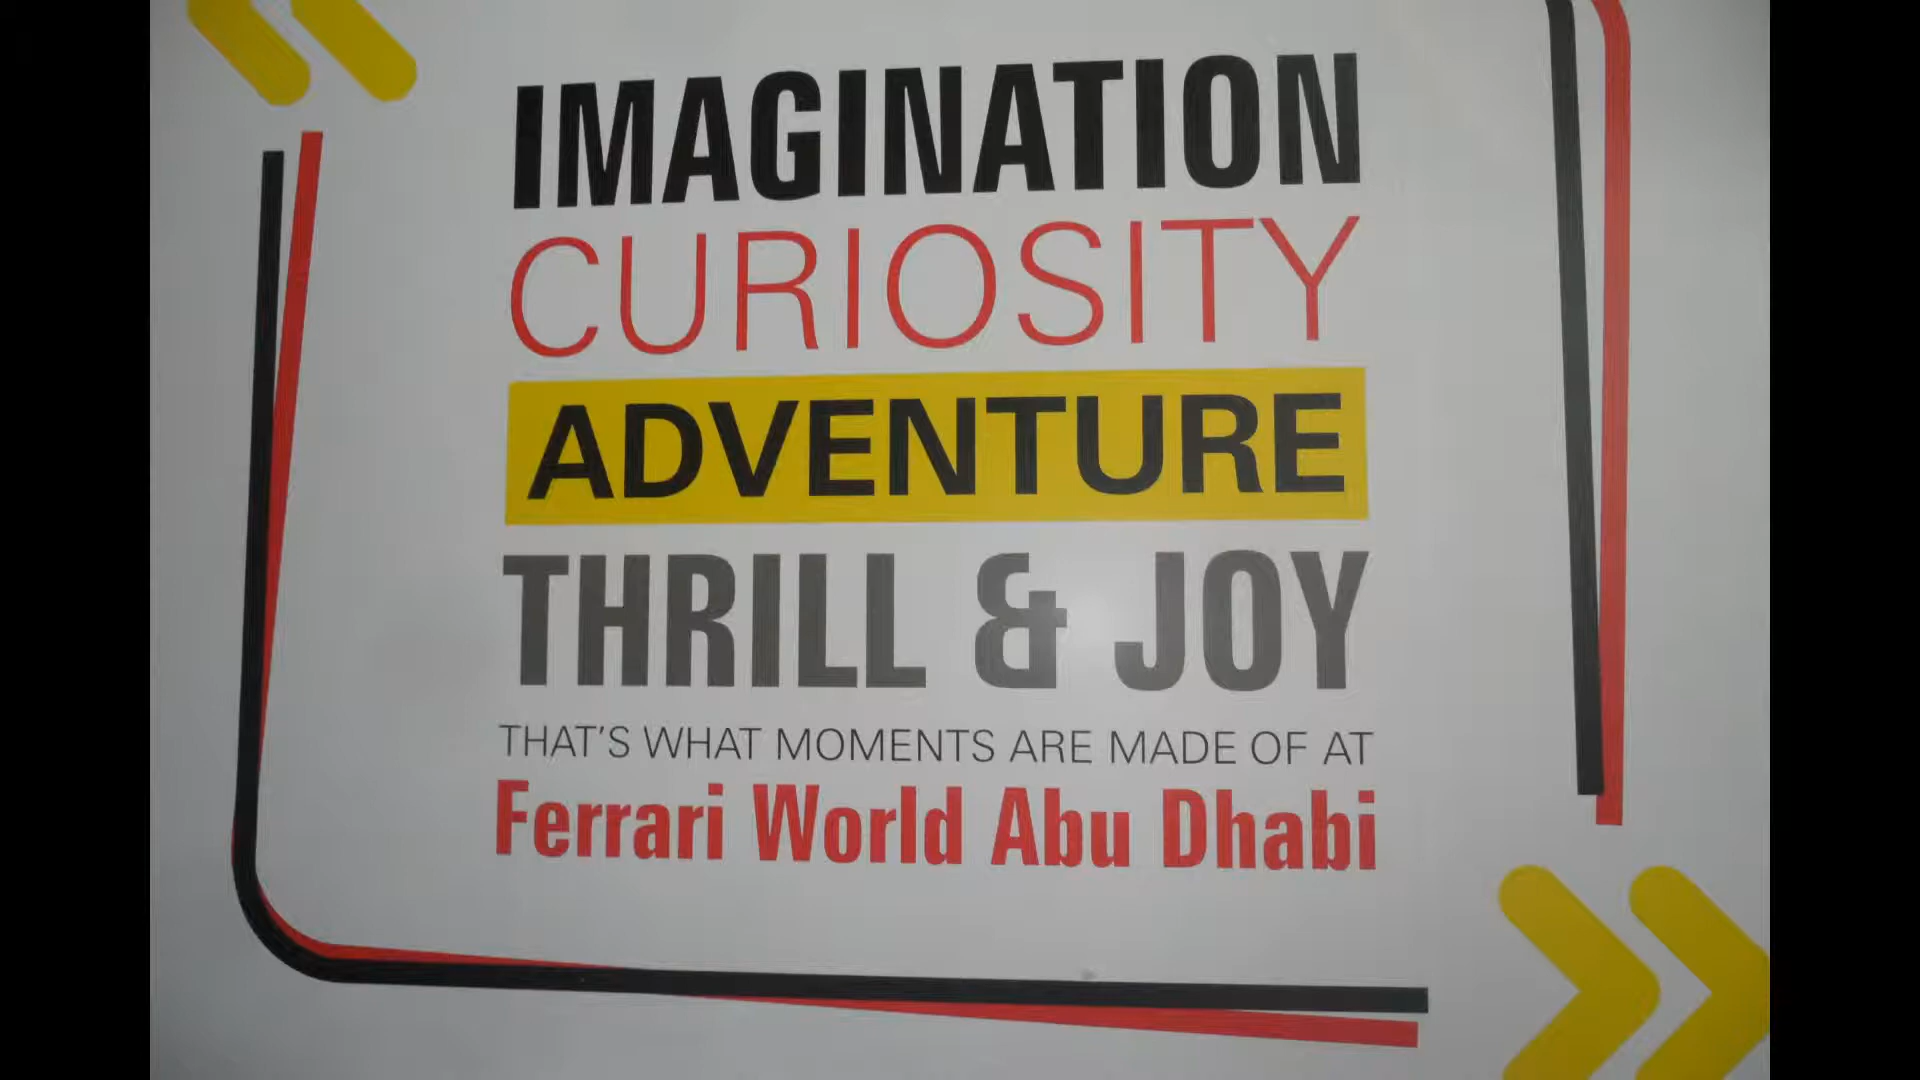 IMAGINATION
CURIOSITY
ADVENTURE
THRILL & JOY
THAT'S WHAT MOMENTS ARE MADE OF AT
Ferrari World Abu Dhabi